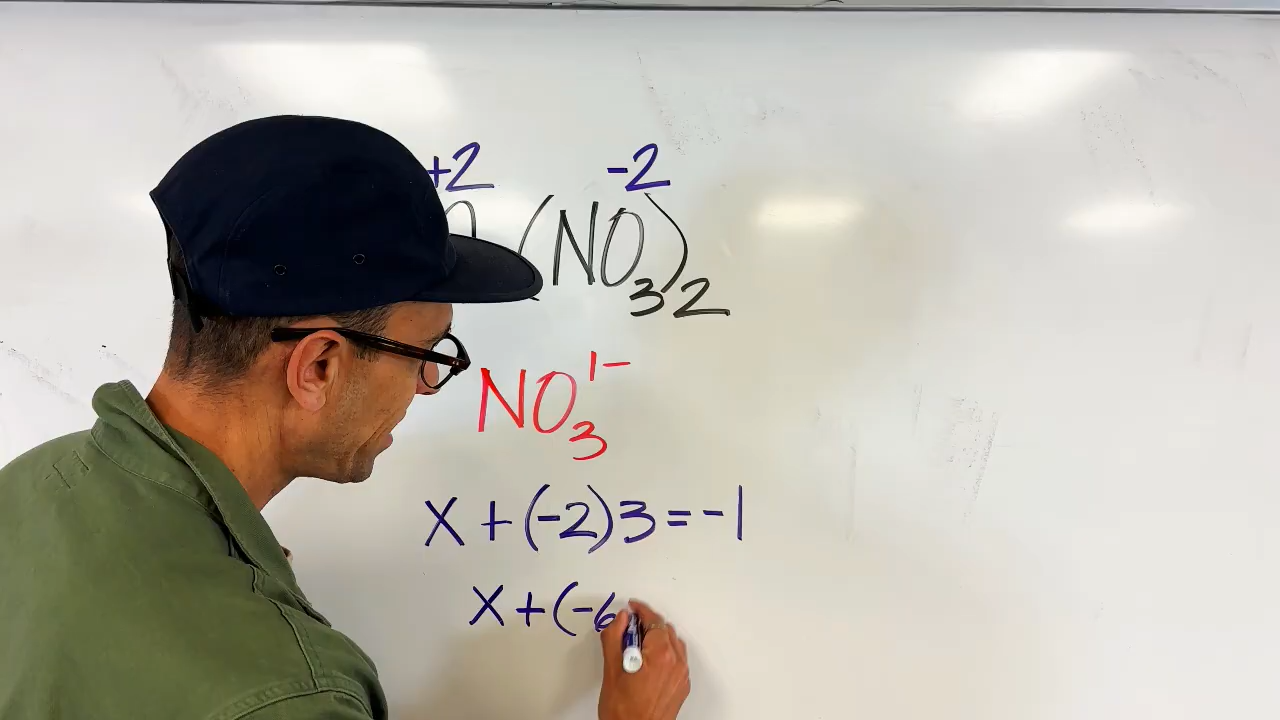 +2 -2
(NO3)2
NO3 1-
X + (-2)3 = -1
X + (-6